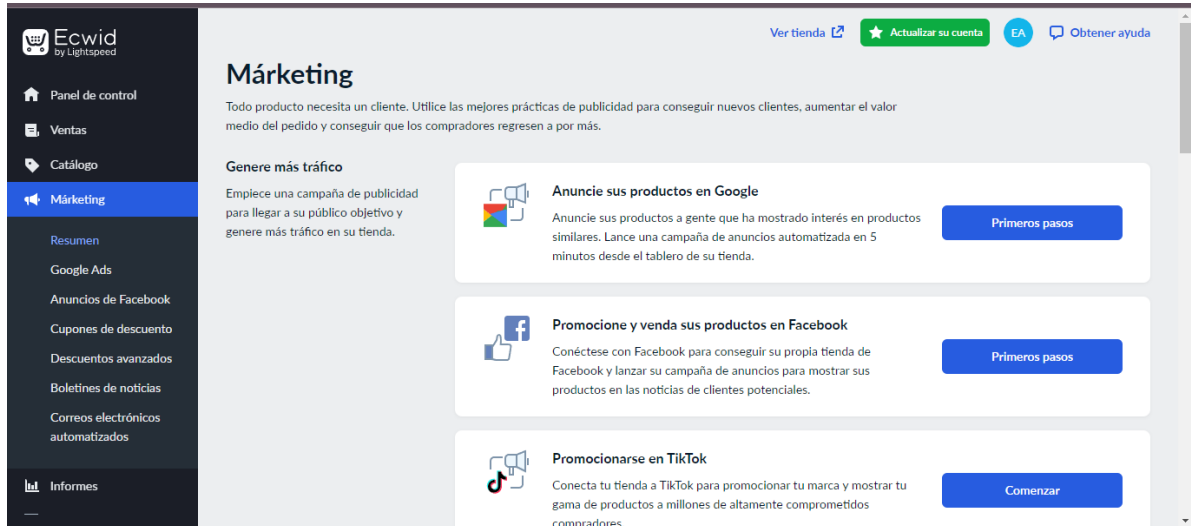 Ecwid
by Lightspeed
Ver tienda
Actualizar su cuenta
EA
Obtener ayuda
Panel de control
Ventas
Catálogo
Márketing
Resumen
Google Ads
Anuncios de Facebook
Cupones de descuento
Descuentos avanzados
Boletines de noticias
Correos electrónicos
automatizados
Informes
Márketing
Todo producto necesita un cliente. Utilice las mejores prácticas de publicidad para conseguir nuevos clientes, aumentar el valor
medio del pedido y conseguir que los compradores regresen a por más.
Genere más tráfico
Empiece una campaña de publicidad
para llegar a su público objetivo y
genere más tráfico en su tienda.
Anuncie sus productos en Google
Anuncie sus productos a gente que ha mostrado interés en productos
similares. Lance una campaña de anuncios automatizada en 5
minutos desde el tablero de su tienda.
Primeros pasos
Promocione y venda sus productos en Facebook
Conéctese con Facebook para conseguir su propia tienda de
Facebook y lanzar su campaña de anuncios para mostrar sus
productos en las noticias de clientes potenciales.
Primeros pasos
Promocionarse en TikTok
Conecta tu tienda a TikTok para promocionar tu marca y mostrar tu
gama de productos a millones de altamente comprometidos
compradores
Comenzar